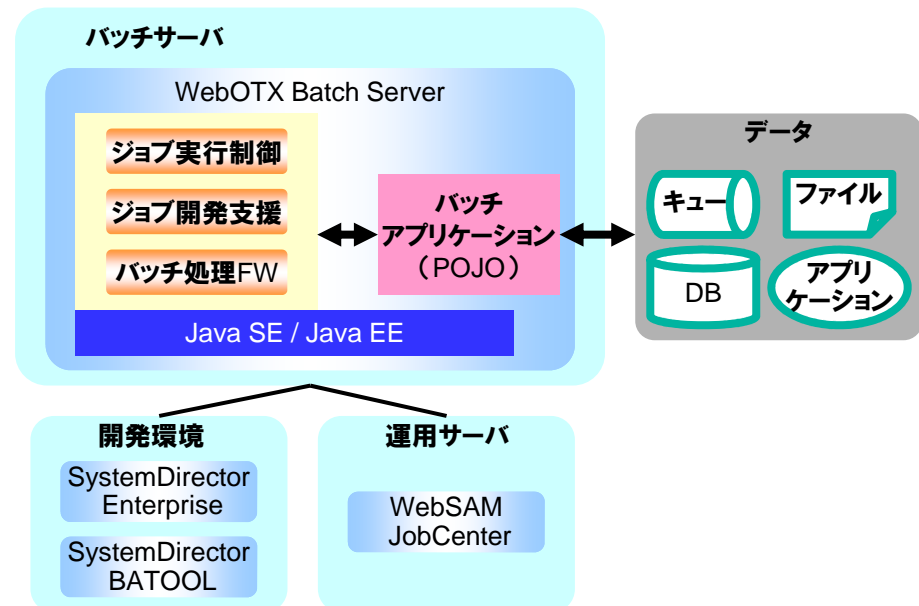 バッチサーバ
WebOTX Batch Server
ジョブ実行制御
ジョブ開発支援
バッチ処理FW
バッチ
アプリケーション
(POJO)
Java SE / Java EE
データ
キュー
ファイル
DB
アプリ
ケーション
開発環境
SystemDirector
Enterprise
SystemDirector
BATOOL
運用サーバ
WebSAM
JobCenter